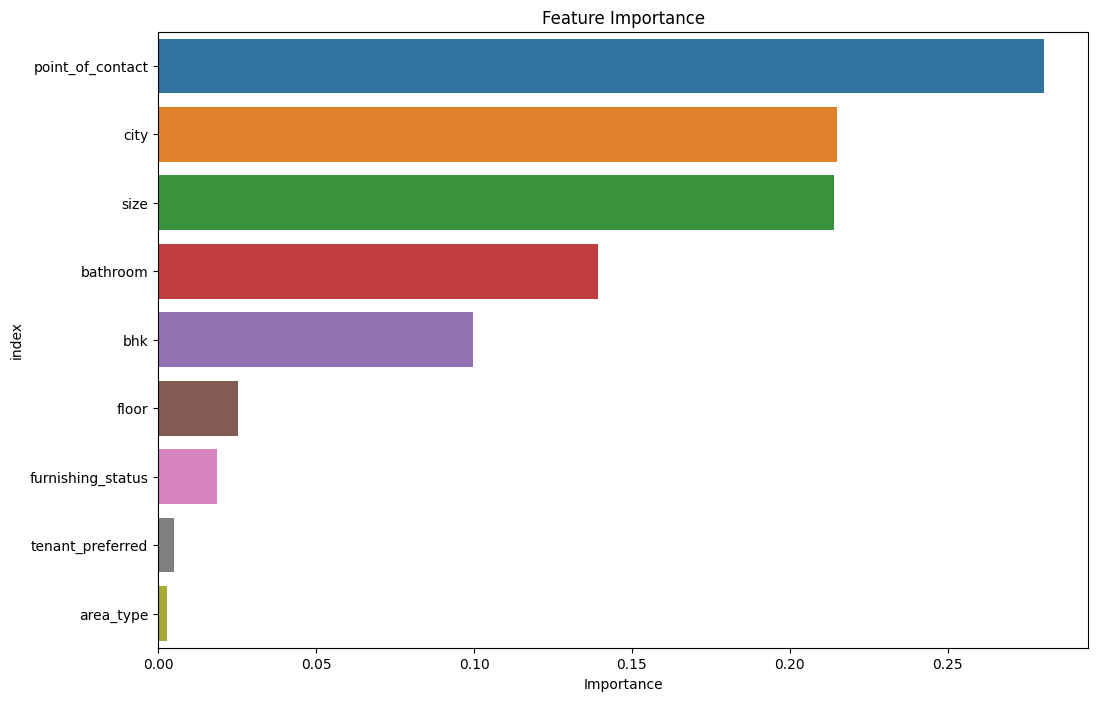 Feature Importance
point_of_contact
city
size
bathroom
bhk
floor
furnishing_status
tenant_preferred
area_type
index
0.00 0.05 0.10 0.15 0.20 0.25
Importance